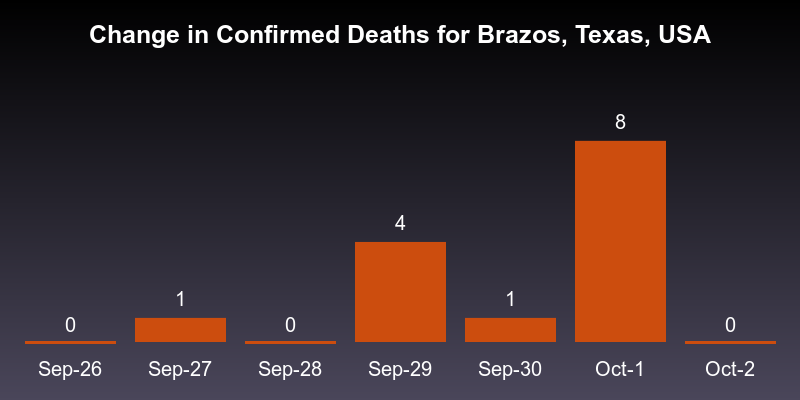 Change in Confirmed Deaths for Brazos, Texas, USA
0 1 0 4 1 8 0
Sep-26 Sep-27 Sep-28 Sep-29 Sep-30 Oct-1 Oct-2